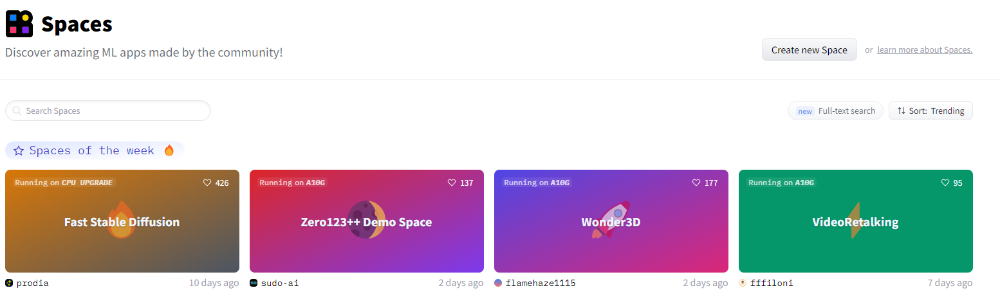 Spaces
Discover amazing ML apps made by the community!
Create new Space or learn more about Spaces.
Search Spaces
new Full-text search Sort: Trending
Spaces of the week 🔥
Running on CPU UPGRADE 426
Fast Stable Diffusion
prodia 10 days ago
Running on A10G 137
Zero123++ Demo Space
sudo-ai 2 days ago
Running on A10G 177
Wonder3D
flamehaze1115 2 days ago
Running on A10G 95
VideoRetalking
fffiloni 7 days ago